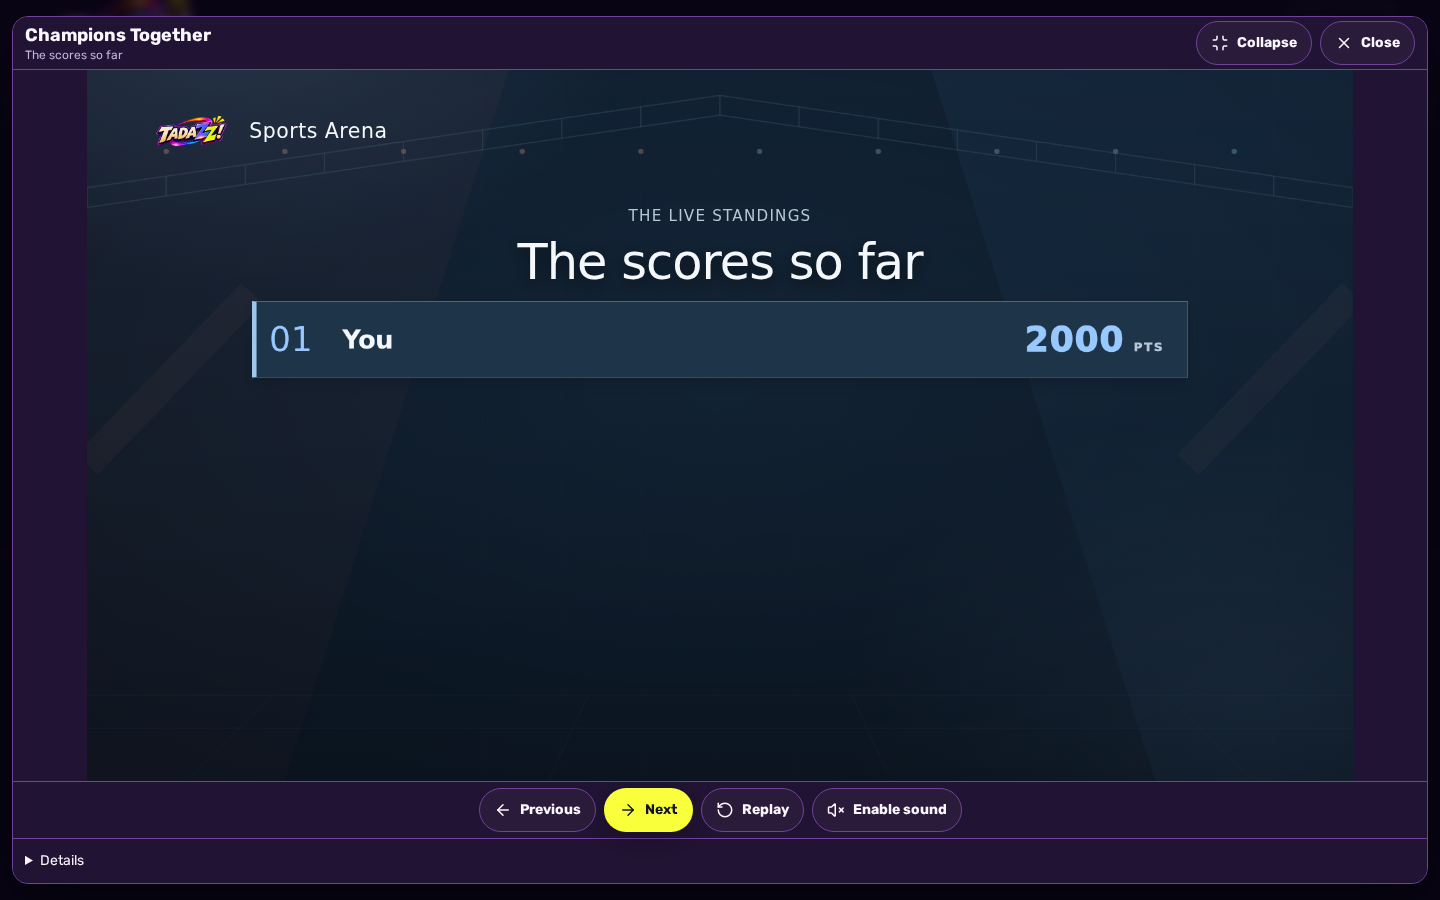 Champions Together
The scores so far
Collapse
Close
TADAZZ!
Sports Arena
THE LIVE STANDINGS
The scores so far
01 You 2000 PTS
Previous
Next
Replay
Enable sound
Details